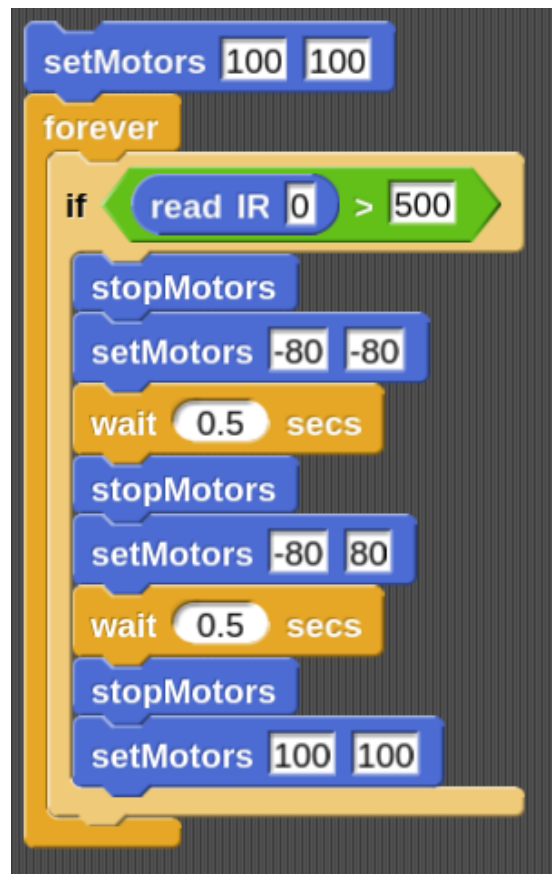 setMotors 100 100
forever
if read IR 0 > 500
stopMotors
setMotors -80 -80
wait 0.5 secs
stopMotors
setMotors -80 80
wait 0.5 secs
stopMotors
setMotors 100 100